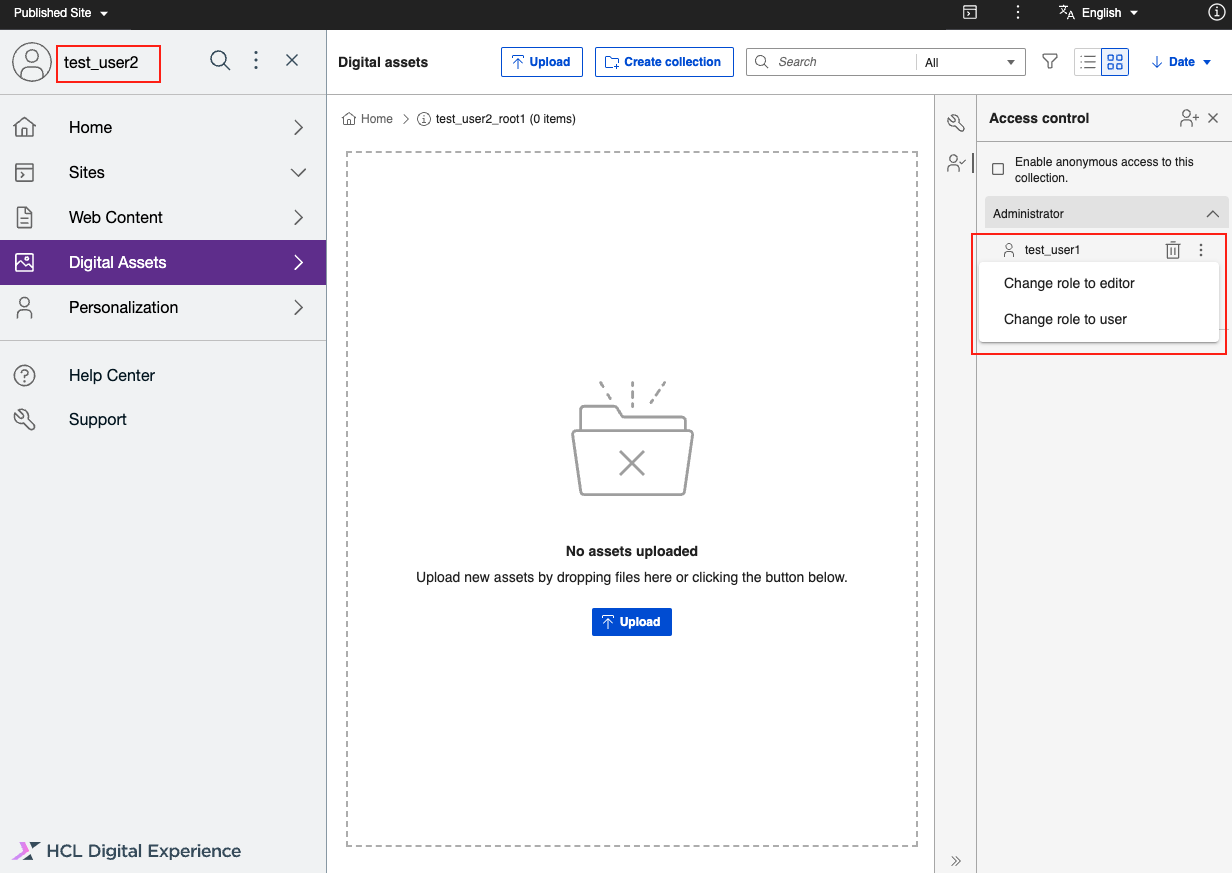 Published Site
English
test_user2
Home
Sites
Web Content
Digital Assets
Personalization
Help Center
Support
HCL Digital Experience
Digital assets
Upload
Create collection
Search
All
Date
Home
test_user2_root1 (0 items)
No assets uploaded
Upload new assets by dropping files here or clicking the button below.
Upload
Access control
Enable anonymous access to this
collection.
Administrator
test_user1
Change role to editor
Change role to user